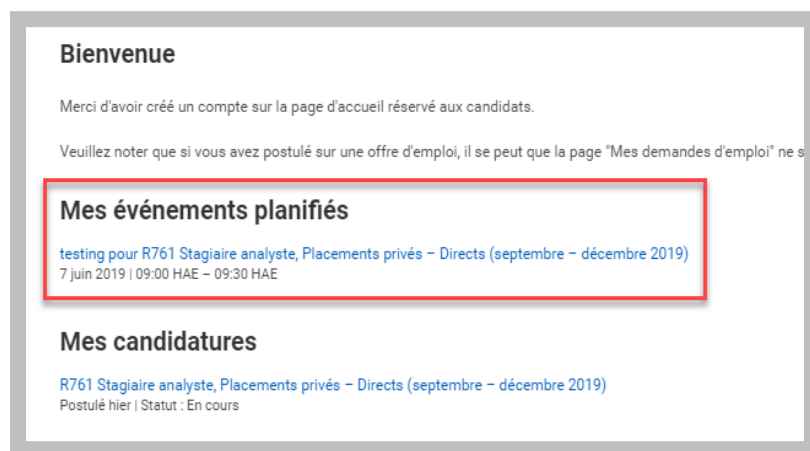 Bienvenue
Merci d'avoir créé un compte sur la page d'accueil réservé aux candidats.
Veuillez noter que si vous avez postulé sur une offre d'emploi, il se peut que la page "Mes demandes d'emploi" ne s
Mes événements planifiés
testing pour R761 Stagiaire analyste, Placements privés – Directs (septembre – décembre 2019)
7 juin 2019 | 09:00 HAE – 09:30 HAE
Mes candidatures
R761 Stagiaire analyste, Placements privés – Directs (septembre – décembre 2019)
Postulé hier | Statut : En cours